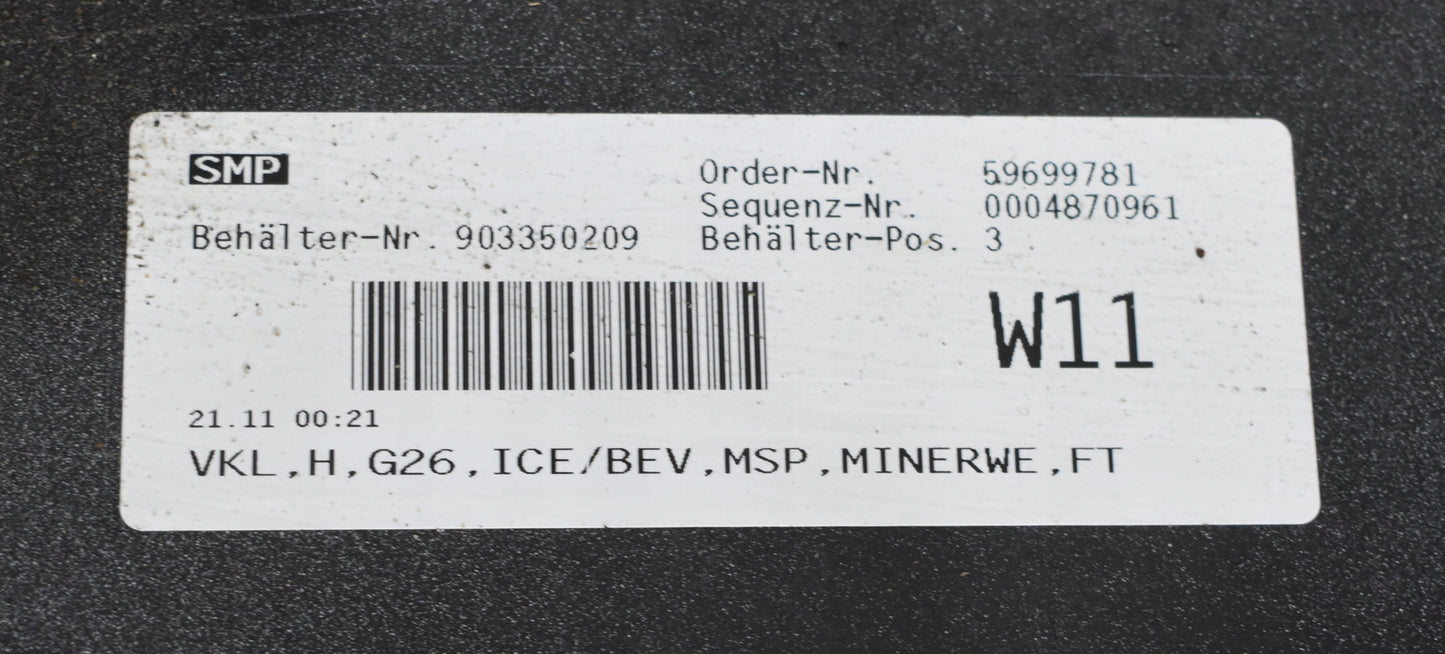 SMP
Order-Nr. 59699781
Sequenz-Nr. 0004870961
Behälter-Nr. 903350209 Behälter-Pos. 3
W11
21.11 00:21
VKL,H,G26,ICE/BEV,MSP,MINERWE,FT